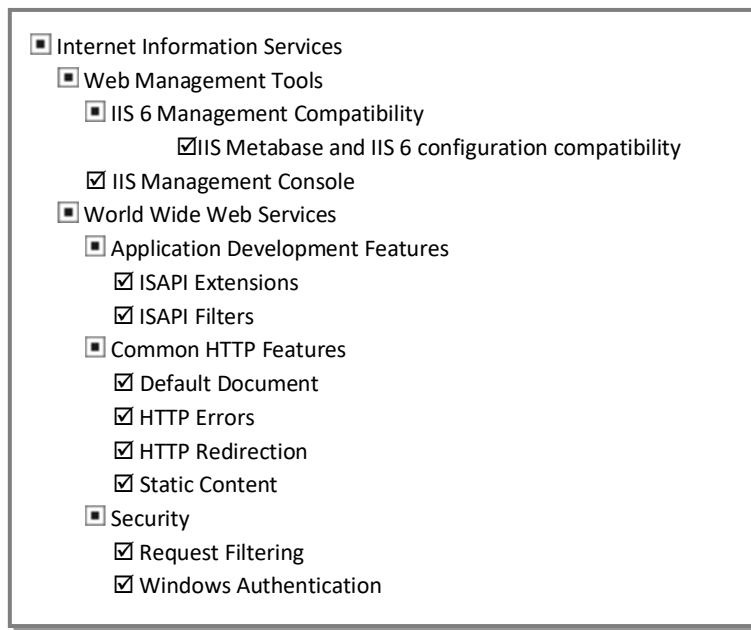 Internet Information Services
Web Management Tools
IIS 6 Management Compatibility
IIS Metabase and IIS 6 configuration compatibility
IIS Management Console
World Wide Web Services
Application Development Features
ISAPI Extensions
ISAPI Filters
Common HTTP Features
Default Document
HTTP Errors
HTTP Redirection
Static Content
Security
Request Filtering
Windows Authentication